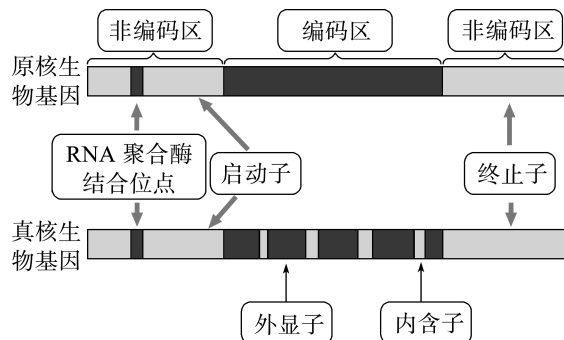 非编码区 编码区 非编码区
原核生
物基因
RNA 聚合酶
结合位点
启动子
终止子
真核生
物基因
外显子
内含子